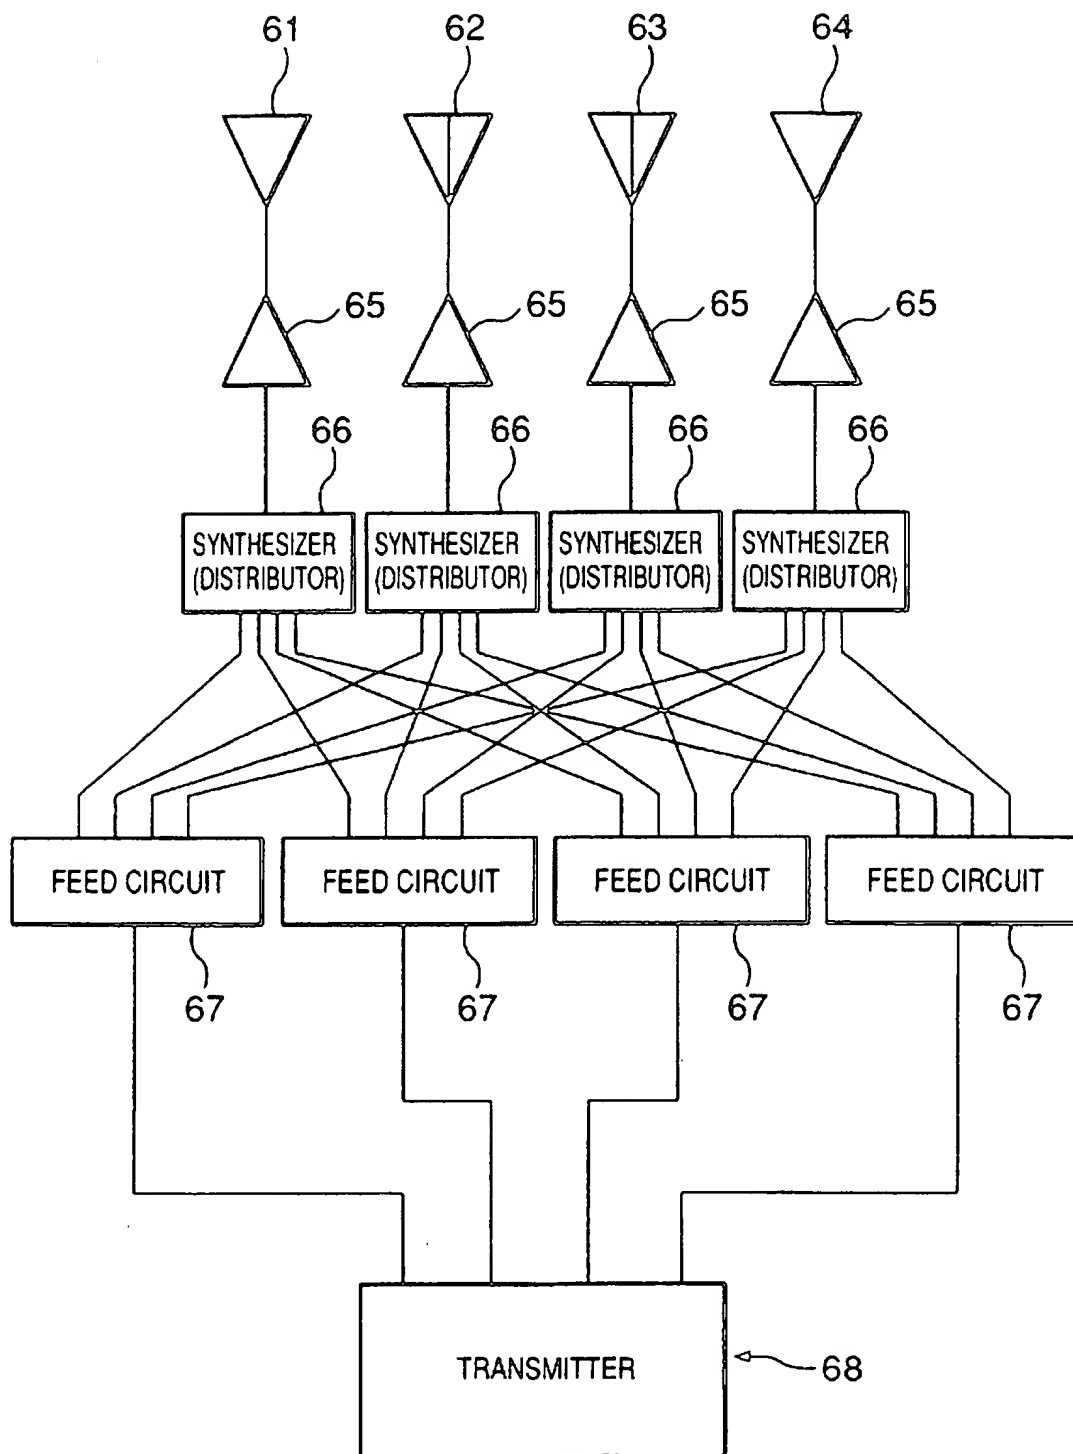 61 62 63 64
65 65 65 65
66 66 66 66
SYNTHESIZER
(DISTRIBUTOR)
SYNTHESIZER
(DISTRIBUTOR)
SYNTHESIZER
(DISTRIBUTOR)
SYNTHESIZER
(DISTRIBUTOR)
FEED CIRCUIT FEED CIRCUIT FEED CIRCUIT FEED CIRCUIT
67 67 67 67
TRANSMITTER 68